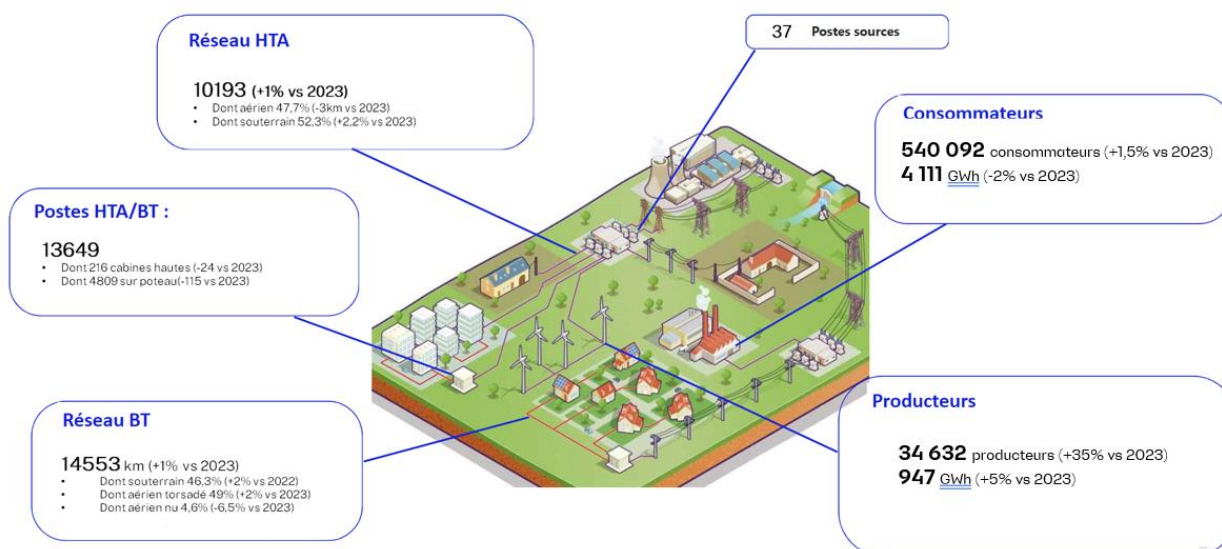 Réseau HTA
10193 (+1% vs 2023)
• Dont aérien 47,7% (-3km vs 2023)
• Dont souterrain 52,3% (+2,2% vs 2023)
37 Postes sources
Consommateurs
540 092 consommateurs (+1,5% vs 2023)
4 111 GWh (-2% vs 2023)
Postes HTA/BT :
13649
• Dont 216 cabines hautes (-24 vs 2023)
• Dont 4809 sur poteau(-115 vs 2023)
Réseau BT
14553 km (+1% vs 2023)
• Dont souterrain 46,3% (+2% vs 2022)
• Dont aérien torsadé 49% (+2% vs 2023)
• Dont aérien nu 4,6% (-6,5% vs 2023)
Producteurs
34 632 producteurs (+35% vs 2023)
947 GWh (+5% vs 2023)